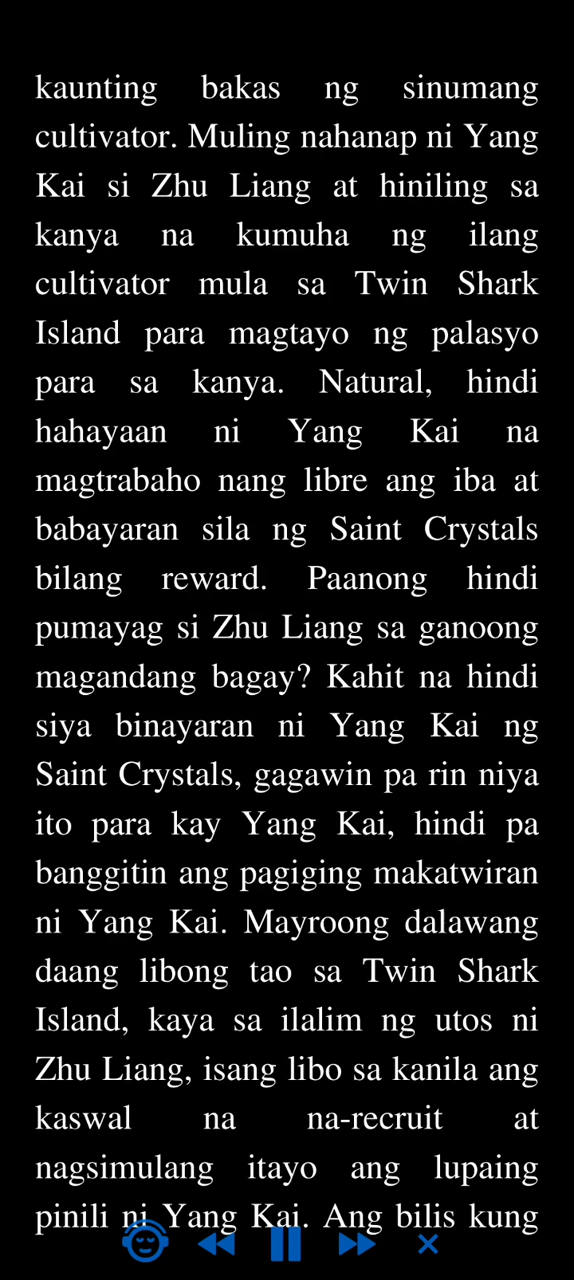 kaunting bakas ng sinumang
cultivator. Muling nahanap ni Yang
Kai si Zhu Liang at hiniling sa
kanya na kumuha ng ilang
cultivator mula sa Twin Shark
Island para magtayo ng palasyo
para sa kanya. Natural, hindi
hahayaan ni Yang Kai na
magtrabaho nang libre ang iba at
babayaran sila ng Saint Crystals
bilang reward. Paanong hindi
pumayag si Zhu Liang sa ganoong
magandang bagay? Kahit na hindi
siya binayaran ni Yang Kai ng
Saint Crystals, gagawin pa rin niya
ito para kay Yang Kai, hindi pa
banggitin ang pagiging makatwiran
ni Yang Kai. Mayroong dalawang
daang libong tao sa Twin Shark
Island, kaya sa ilalim ng utos ni
Zhu Liang, isang libo sa kanila ang
kaswal na na-recruit at
nagsimulang itayo ang lupaing
pinili ni Yang Kai. Ang bilis kung